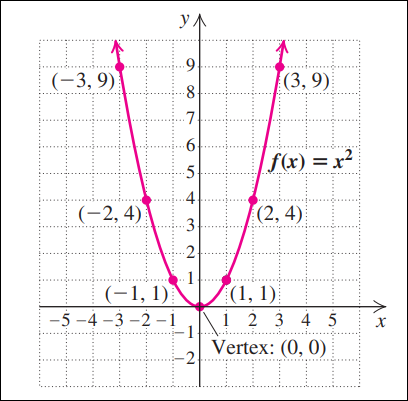 y
9
(−3, 9) (3, 9)
8
7
6
f(x) = x²
5
4
(−2, 4) (2, 4)
3
2
1
(−1, 1) (1, 1)
−5 −4 −3 −2 −1 1 2 3 4 5 x
−1
Vertex: (0, 0)
−2